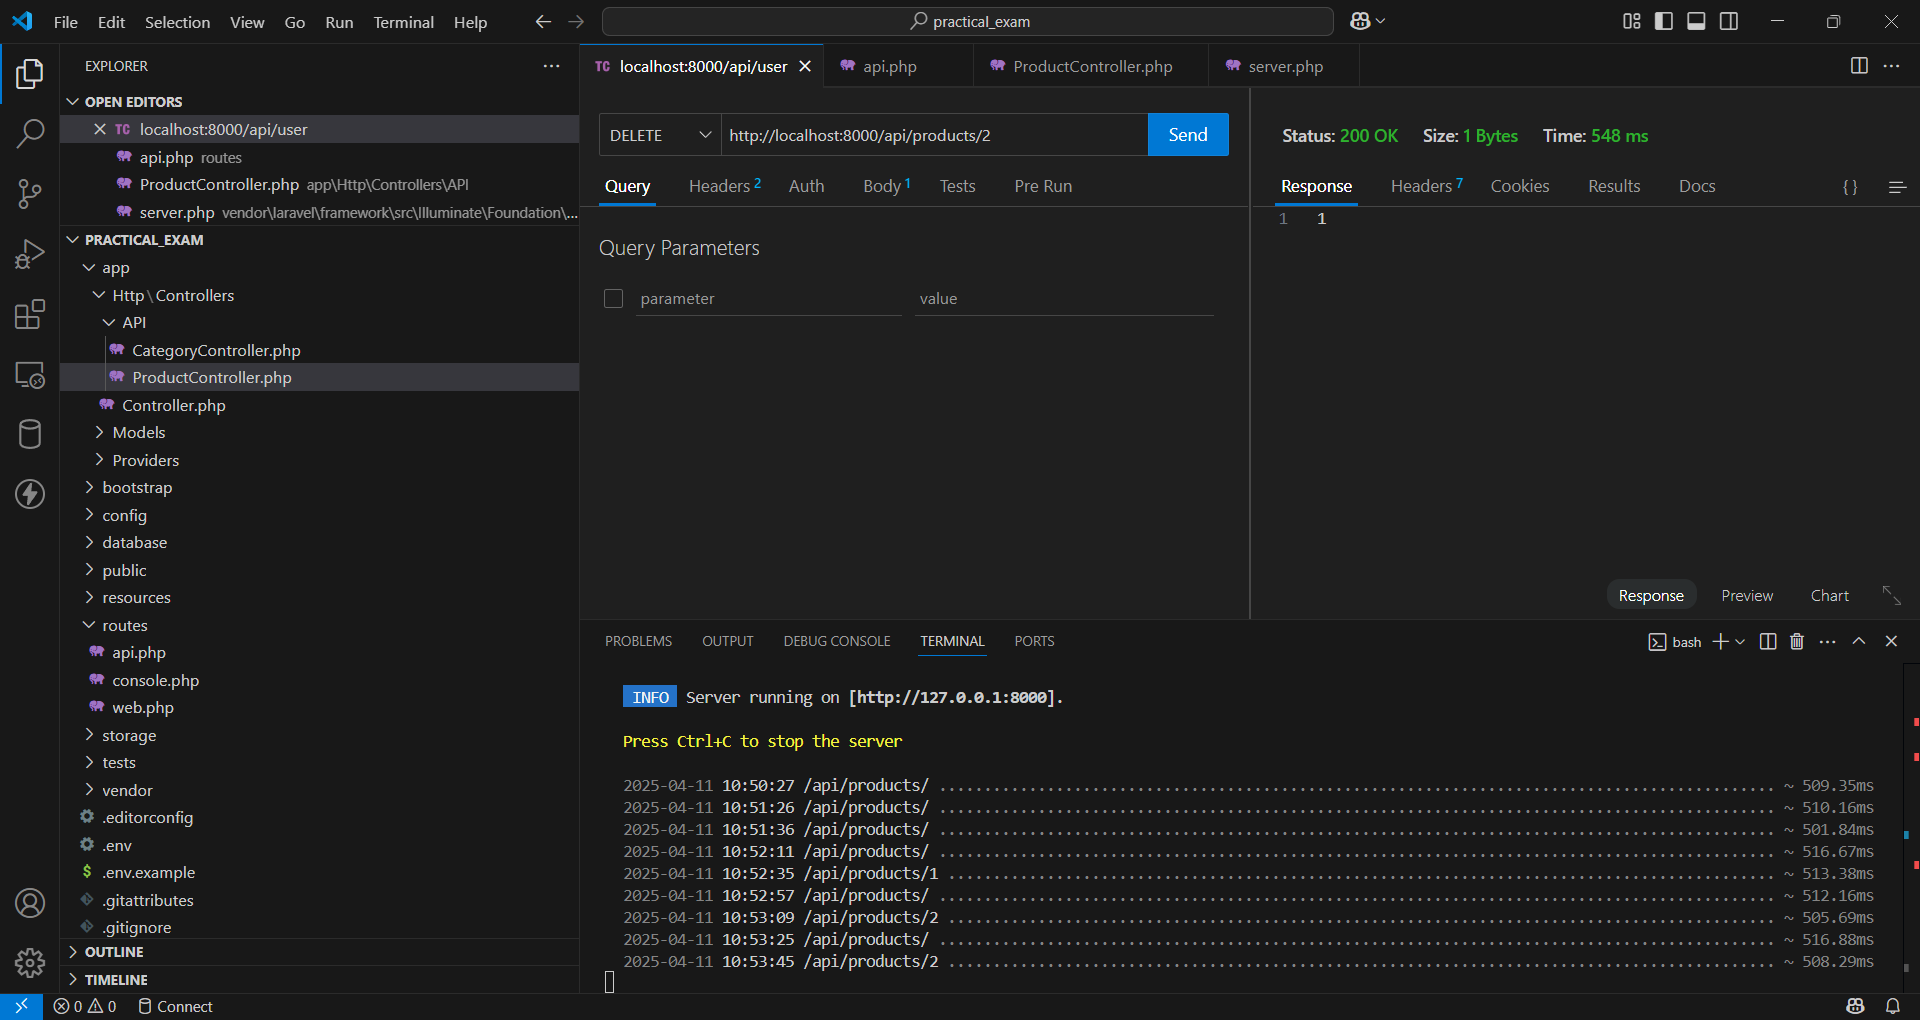 File Edit Selection View Go Run Terminal Help
practical_exam
EXPLORER
OPEN EDITORS
TC localhost:8000/api/user
api.php routes
ProductController.php app\Http\Controllers\API
server.php vendor\laravel\framework\src\Illuminate\Foundation\...
PRACTICAL_EXAM
app
Http\Controllers
API
CategoryController.php
ProductController.php
Controller.php
Models
Providers
bootstrap
config
database
public
resources
routes
api.php
console.php
web.php
storage
tests
vendor
.editorconfig
.env
$ .env.example
.gitattributes
.gitignore
OUTLINE
TIMELINE
TC localhost:8000/api/user
api.php
ProductController.php
server.php
DELETE http://localhost:8000/api/products/2 Send
Query Headers 2 Auth Body 1 Tests Pre Run
Query Parameters
parameter value
Status: 200 OK Size: 1 Bytes Time: 548 ms
Response Headers 7 Cookies Results Docs {}
1 1
Response Preview Chart
PROBLEMS OUTPUT DEBUG CONSOLE TERMINAL PORTS
bash
INFO Server running on [http://127.0.0.1:8000].
Press Ctrl+C to stop the server
2025-04-11 10:50:27 /api/products/ ............................................................................................. ~ 509.35ms
2025-04-11 10:51:26 /api/products/ ............................................................................................. ~ 510.16ms
2025-04-11 10:51:36 /api/products/ ............................................................................................. ~ 501.84ms
2025-04-11 10:52:11 /api/products/ ............................................................................................. ~ 516.67ms
2025-04-11 10:52:35 /api/products/1 ............................................................................................ ~ 513.38ms
2025-04-11 10:52:57 /api/products/ ............................................................................................. ~ 512.16ms
2025-04-11 10:53:09 /api/products/2 ............................................................................................ ~ 505.69ms
2025-04-11 10:53:25 /api/products/ ............................................................................................. ~ 516.88ms
2025-04-11 10:53:45 /api/products/2 ............................................................................................ ~ 508.29ms
0 0 Connect